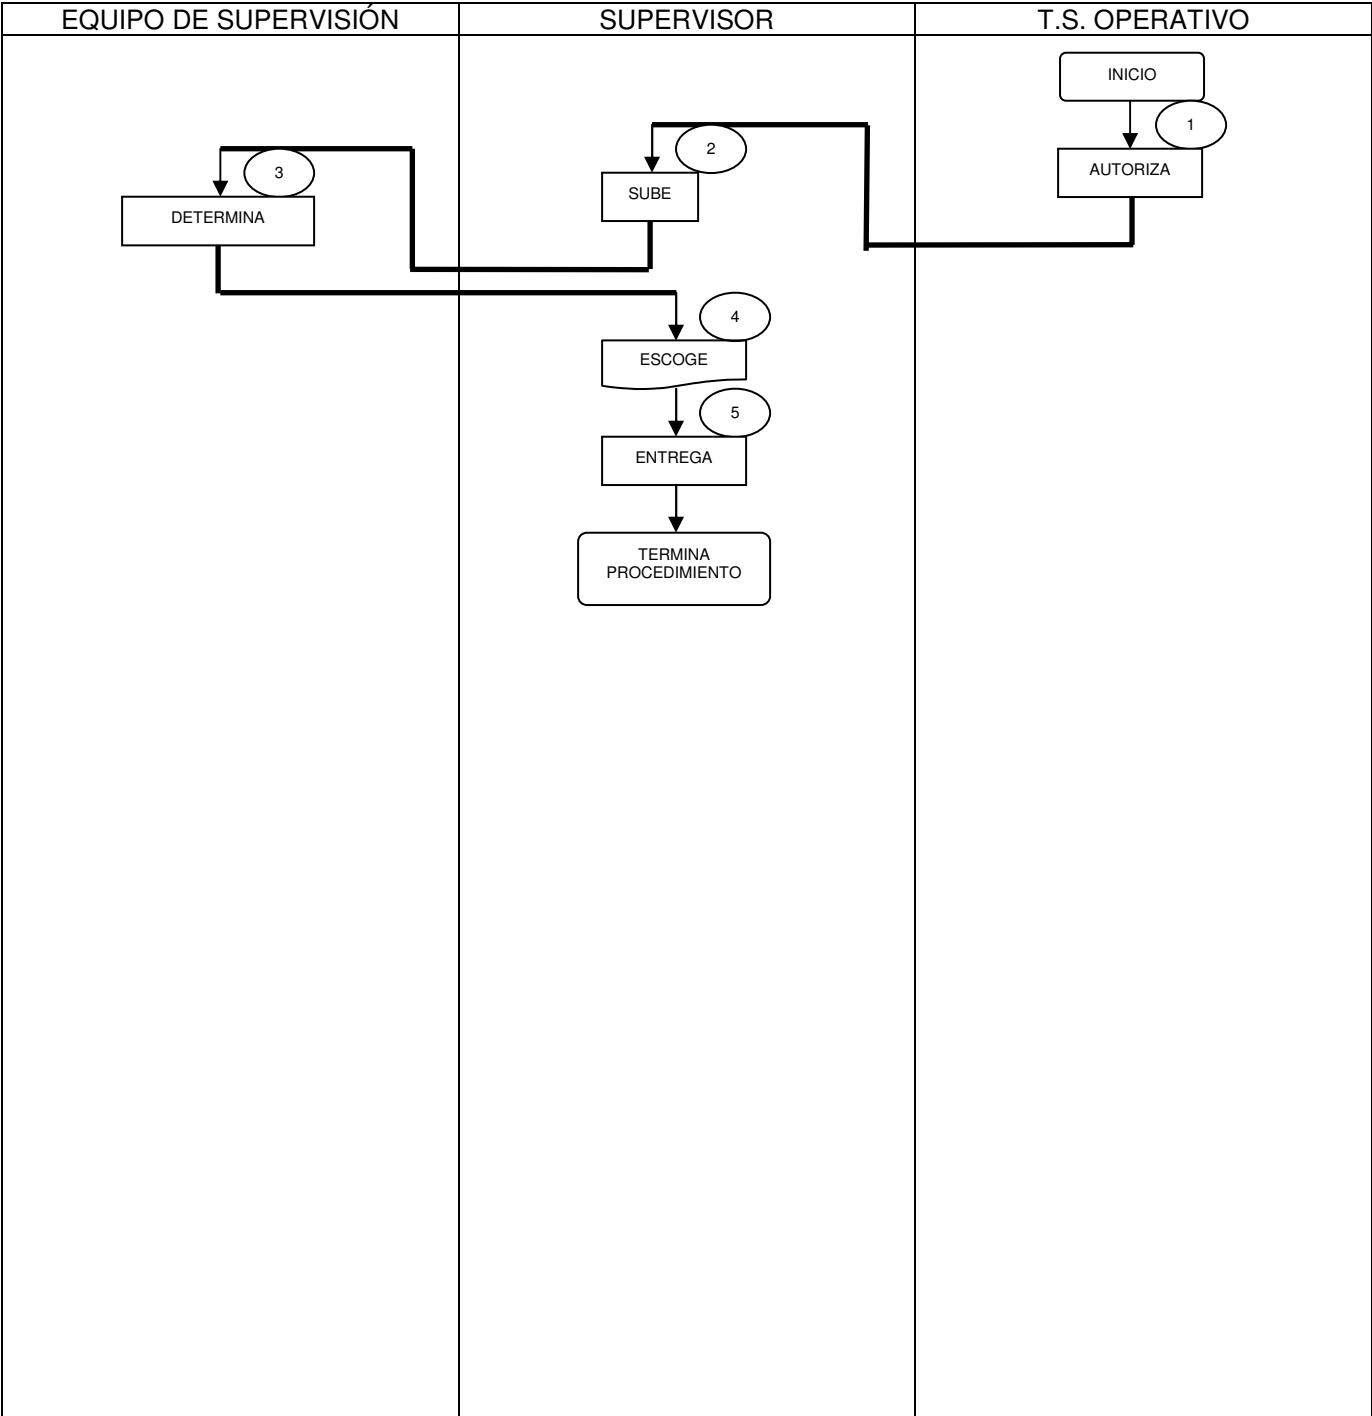 EQUIPO DE SUPERVISIÓN
SUPERVISOR
T.S. OPERATIVO
INICIO
1
AUTORIZA
2
SUBE
3
DETERMINA
4
ESCOGE
5
ENTREGA
TERMINA
PROCEDIMIENTO